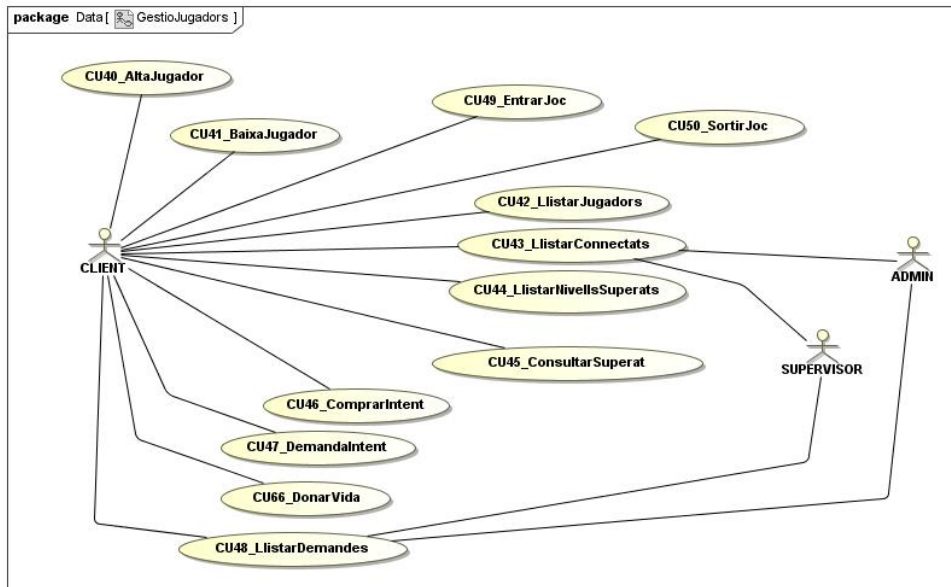 package Data [ GestioJugadors ]
CU40_AltaJugador
CU49_EntrarJoc
CU41_BaixaJugador
CU50_SortirJoc
CU42_LlistarJugadors
CU43_LlistarConnectats
CLIENT
ADMIN
CU44_LlistarNivellsSuperats
CU45_ConsultarSuperat
SUPERVISOR
CU46_ComprarIntent
CU47_DemandaIntent
CU66_DonarVida
CU48_LlistarDemandes